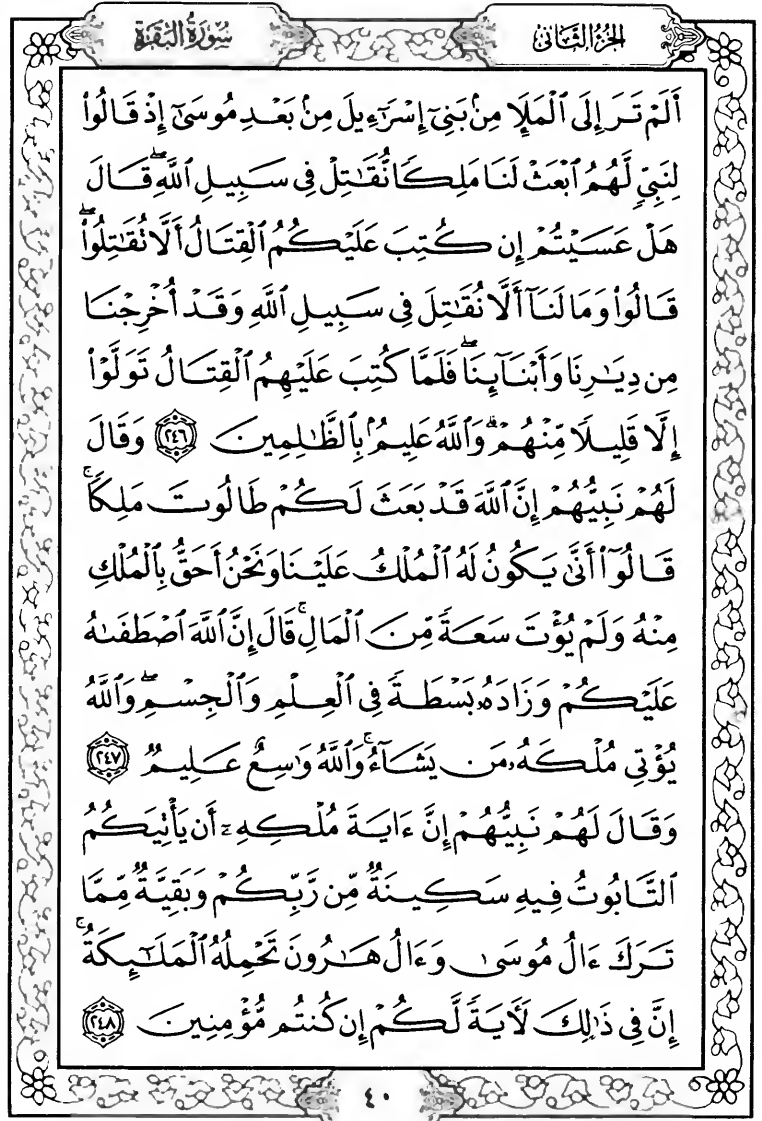 الجزء الثاني
سورة البقرة
أَلَمْ تَرَ إِلَى ٱلْمَلَإِ مِنۢ بَنِىٓ إِسْرَٰٓءِيلَ مِنۢ بَعْدِ مُوسَىٰٓ إِذْ قَالُوا۟
لِنَبِىٍّ لَّهُمُ ٱبْعَثْ لَنَا مَلِكًا نُّقَٰتِلْ فِى سَبِيلِ ٱللَّهِ ۖ قَالَ
هَلْ عَسَيْتُمْ إِن كُتِبَ عَلَيْكُمُ ٱلْقِتَالُ أَلَّا تُقَٰتِلُوا۟ ۖ
قَالُوا۟ وَمَا لَنَآ أَلَّا نُقَٰتِلَ فِى سَبِيلِ ٱللَّهِ وَقَدْ أُخْرِجْنَا
مِن دِيَٰرِنَا وَأَبْنَآئِنَا ۖ فَلَمَّا كُتِبَ عَلَيْهِمُ ٱلْقِتَالُ تَوَلَّوْا۟
إِلَّا قَلِيلًا مِّنْهُمْ ۗ وَٱللَّهُ عَلِيمٌۢ بِٱلظَّٰلِمِينَ ٢٤٦ وَقَالَ
لَهُمْ نَبِيُّهُمْ إِنَّ ٱللَّهَ قَدْ بَعَثَ لَكُمْ طَالُوتَ مَلِكًا ۚ
قَالُوٓا۟ أَنَّىٰ يَكُونُ لَهُ ٱلْمُلْكُ عَلَيْنَا وَنَحْنُ أَحَقُّ بِٱلْمُلْكِ
مِنْهُ وَلَمْ يُؤْتَ سَعَةً مِّنَ ٱلْمَالِ ۚ قَالَ إِنَّ ٱللَّهَ ٱصْطَفَىٰهُ
عَلَيْكُمْ وَزَادَهُۥ بَسْطَةً فِى ٱلْعِلْمِ وَٱلْجِسْمِ ۖ وَٱللَّهُ
يُؤْتِى مُلْكَهُۥ مَن يَشَآءُ ۚ وَٱللَّهُ وَٰسِعٌ عَلِيمٌ ٢٤٧
وَقَالَ لَهُمْ نَبِيُّهُمْ إِنَّ ءَايَةَ مُلْكِهِۦٓ أَن يَأْتِيَكُمُ
ٱلتَّابُوتُ فِيهِ سَكِينَةٌ مِّن رَّبِّكُمْ وَبَقِيَّةٌ مِّمَّا
تَرَكَ ءَالُ مُوسَىٰ وَءَالُ هَٰرُونَ تَحْمِلُهُ ٱلْمَلَٰٓئِكَةُ ۚ
إِنَّ فِى ذَٰلِكَ لَءَايَةً لَّكُمْ إِن كُنتُم مُّؤْمِنِينَ ٢٤٨
٤٠